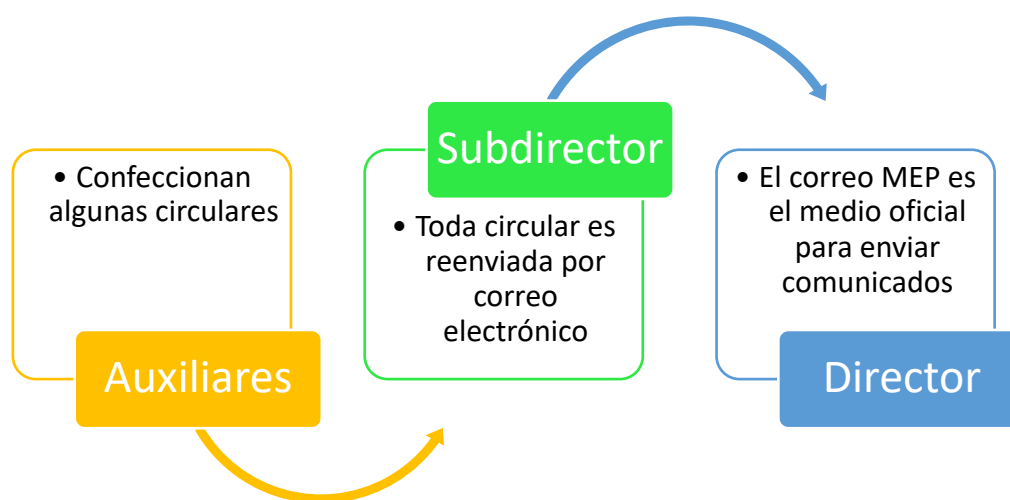 • Confeccionan
algunas circulares
Auxiliares
Subdirector
• Toda circular es
reenviada por
correo
electrónico
• El correo MEP es
el medio oficial
para enviar
comunicados
Director